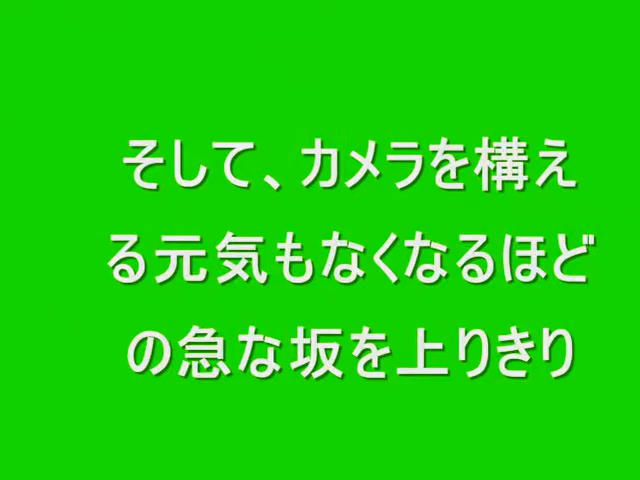 そして、カメラを構え
る元気もなくなるほど
の急な坂を上りきり